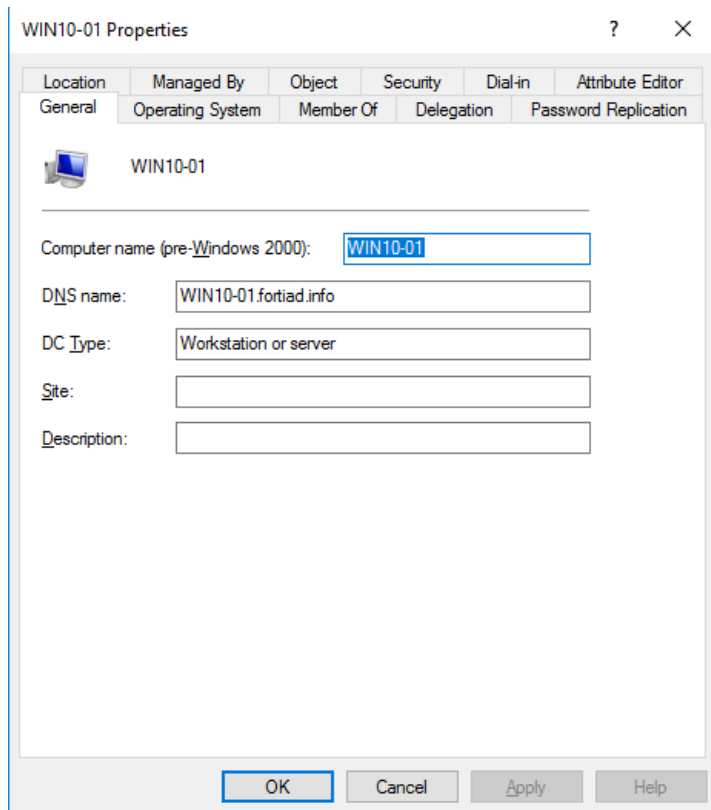 WIN10-01 Properties
? ×
Location Managed By Object Security Dial-in Attribute Editor
General Operating System Member Of Delegation Password Replication
WIN10-01
Computer name (pre-Windows 2000): WIN10-01
DNS name: WIN10-01.fortiad.info
DC Type: Workstation or server
Site:
Description:
OK Cancel Apply Help